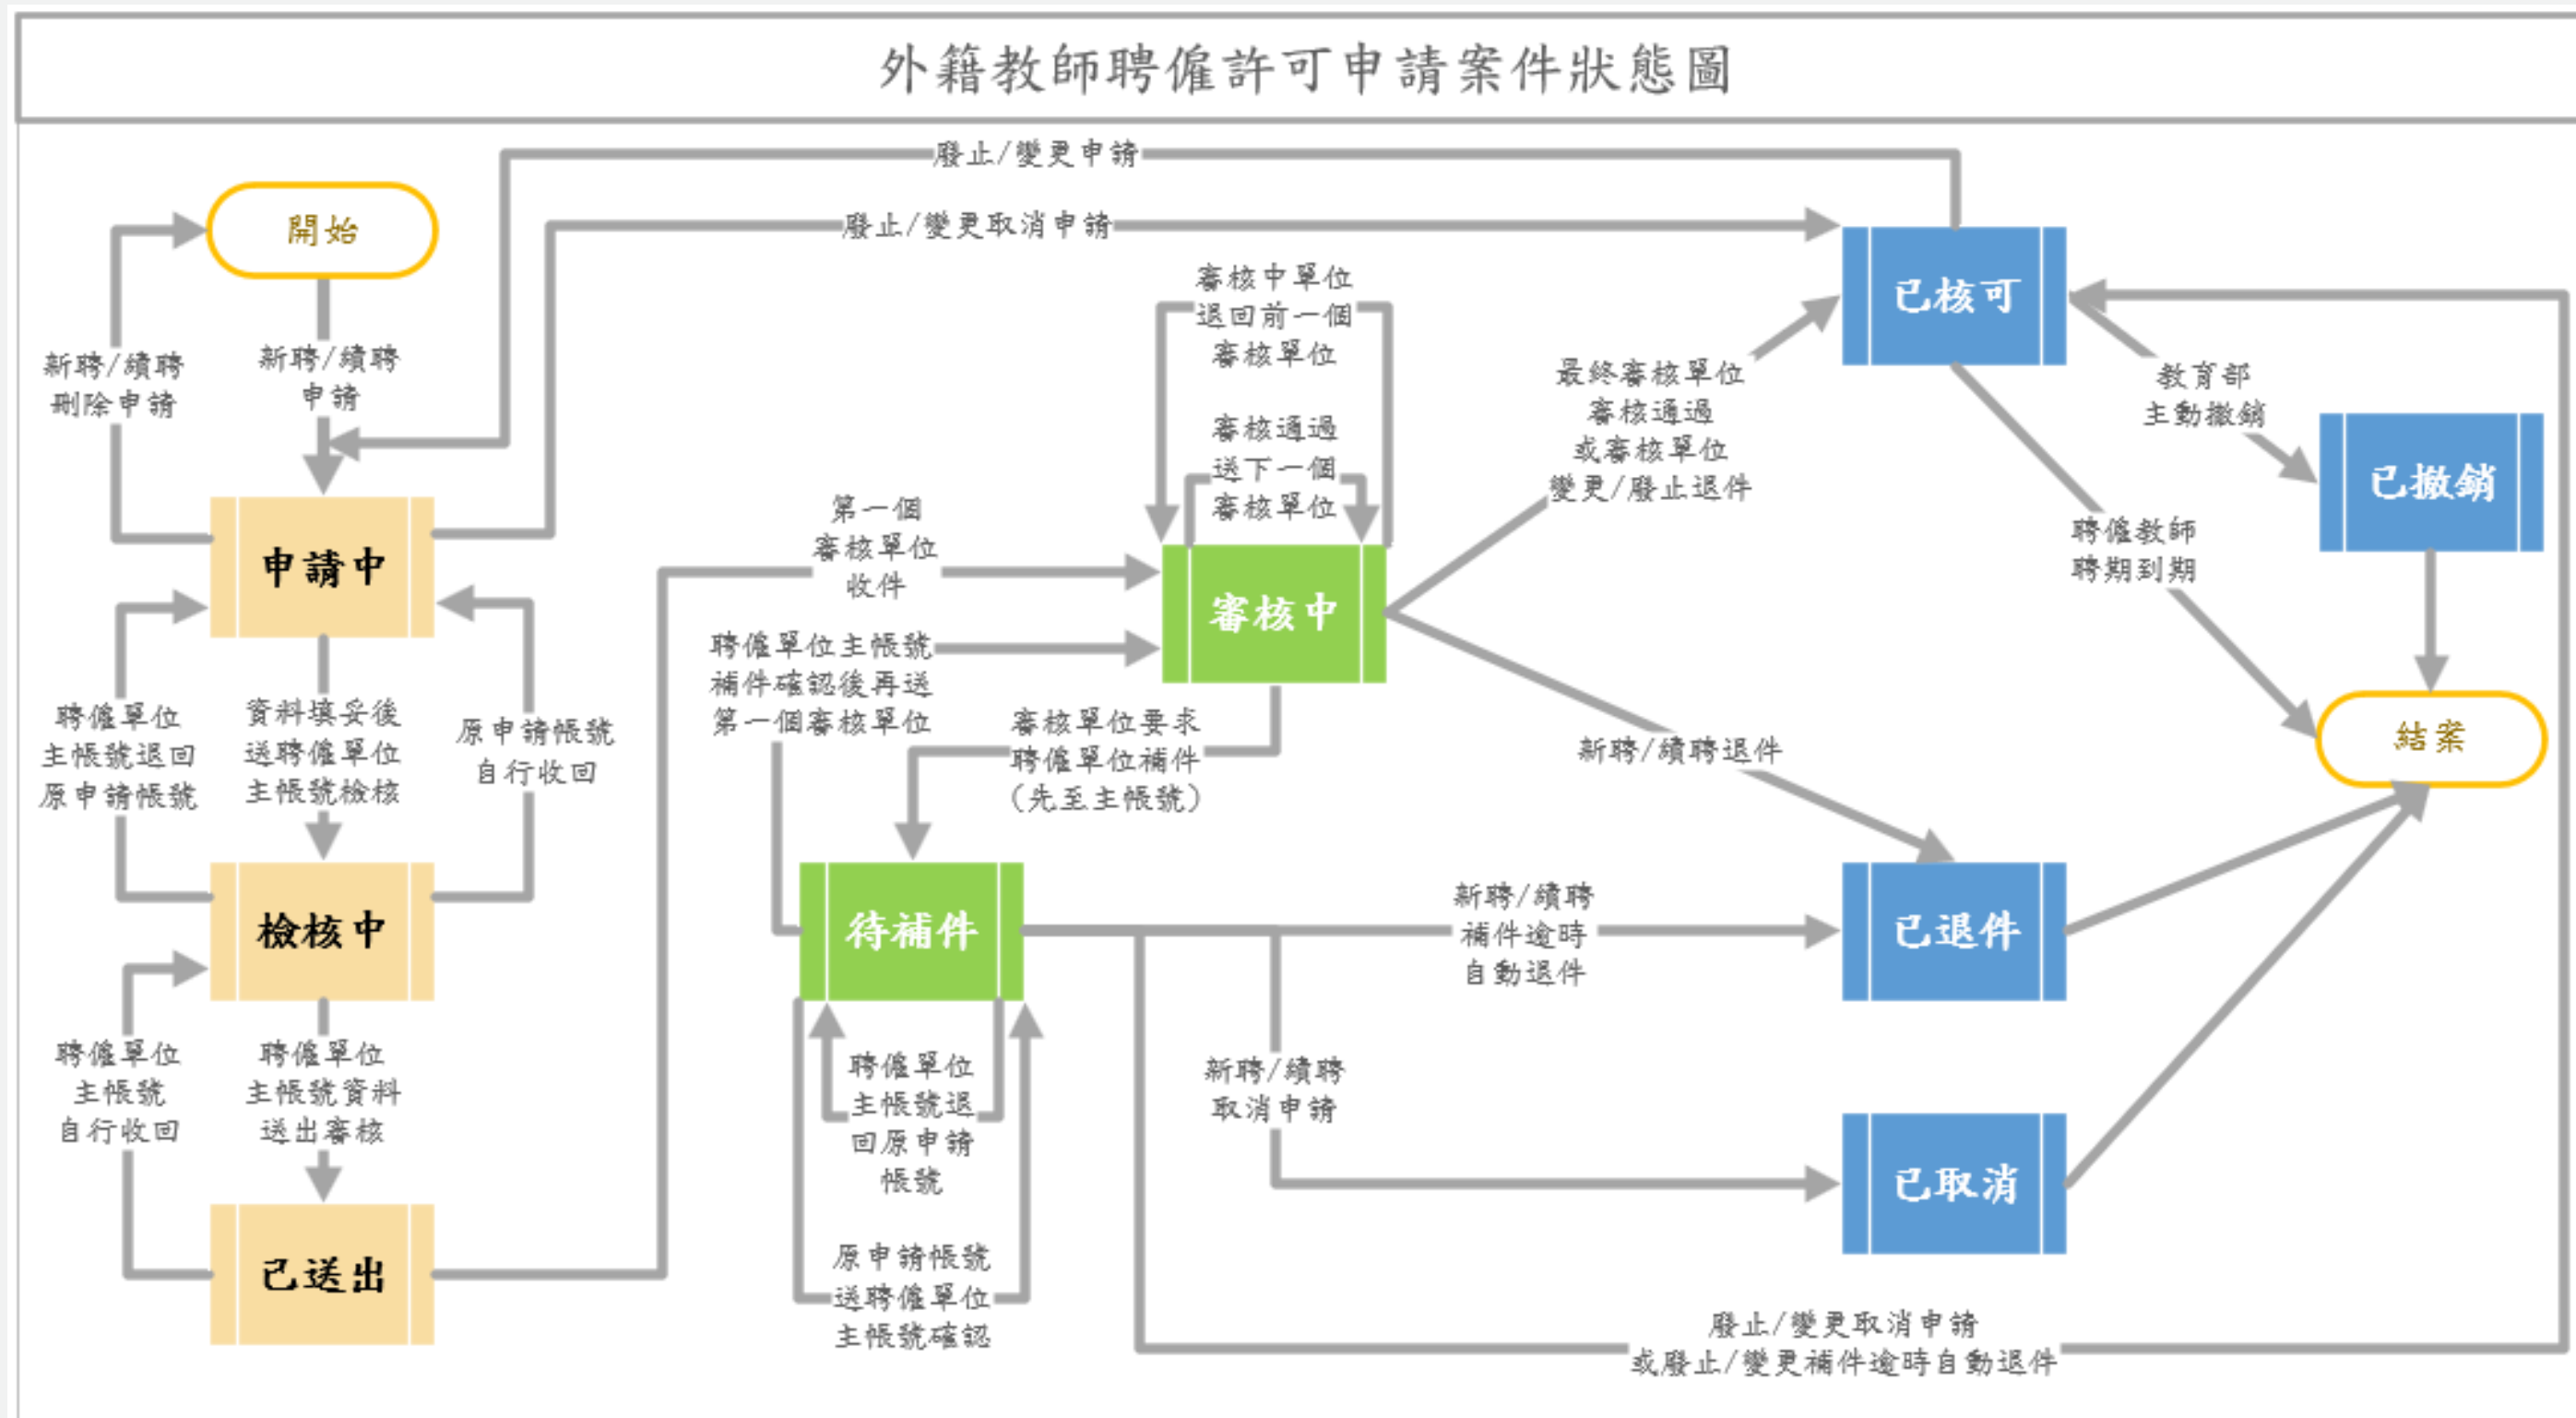 外籍教師聘僱許可申請案件狀態圖
廢止/變更申請
廢止/變更取消申請
開始
新聘/續聘
刪除申請
新聘/續聘
申請
申請中
聘僱單位
主帳號退回
原申請帳號
資料填妥後
送聘僱單位
主帳號檢核
原申請帳號
自行收回
檢核中
聘僱單位
主帳號
自行收回
聘僱單位
主帳號資料
送出審核
已送出
第一個
審核單位
收件
聘僱單位主帳號
補件確認後再送
第一個審核單位
審核中單位
退回前一個
審核單位
審核通過
送下一個
審核單位
審核中
審核單位要求
聘僱單位補件
(先至主帳號)
待補件
聘僱單位
主帳號退
回原申請
帳號
原申請帳號
送聘僱單位
主帳號確認
最終審核單位
審核通過
或審核單位
變更/廢止退件
新聘/續聘退件
新聘/續聘
補件逾時
自動退件
新聘/續聘
取消申請
已核可
教育部
主動撤銷
已撤銷
聘僱教師
聘期到期
結案
已退件
已取消
廢止/變更取消申請
或廢止/變更補件逾時自動退件